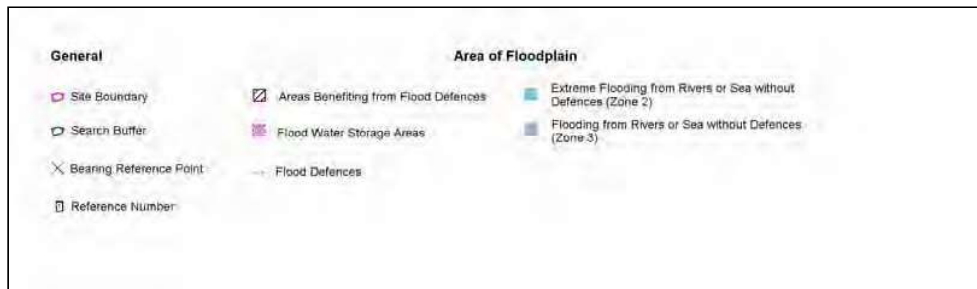 General
Area of Floodplain
Site Boundary
Search Buffer
Bearing Reference Point
Reference Number
Areas Benefiting from Flood Defences
Flood Water Storage Areas
Flood Defences
Extreme Flooding from Rivers or Sea without
Defences (Zone 2)
Flooding from Rivers or Sea without Defences
(Zone 3)